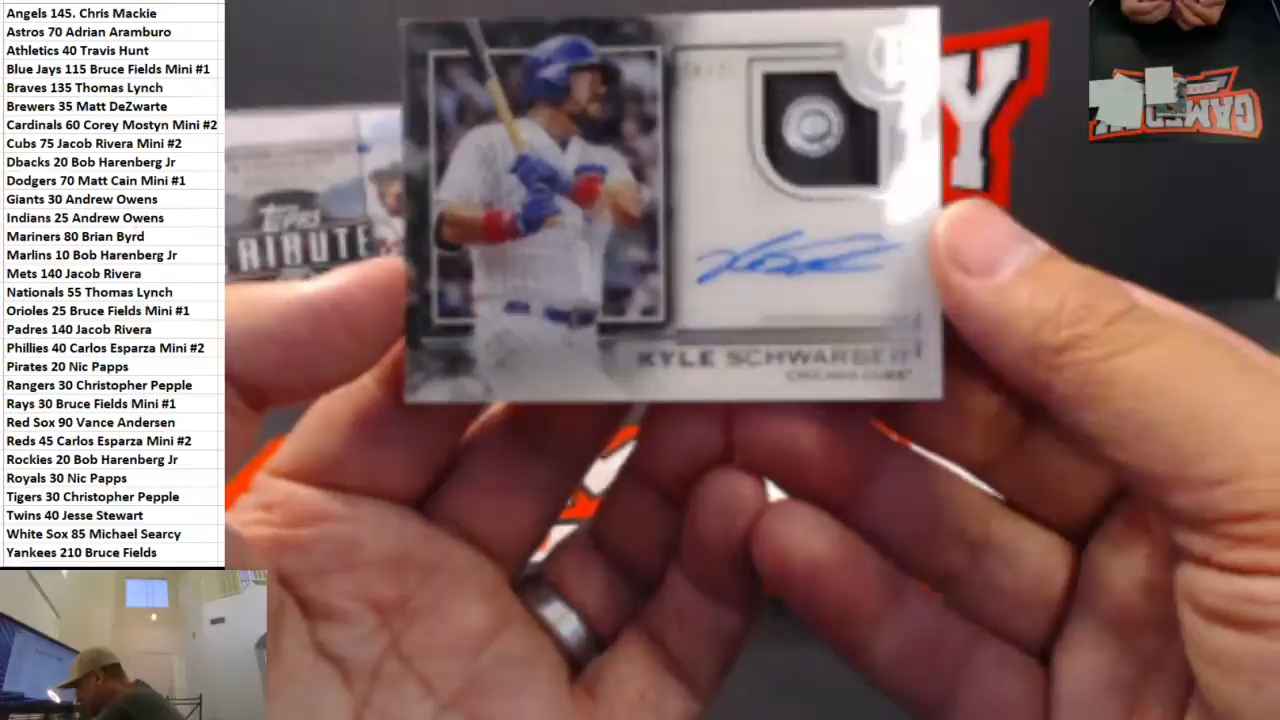 Angels 145. Chris Mackie
Astros 70 Adrian Aramburo
Athletics 40 Travis Hunt
Blue Jays 115 Bruce Fields Mini #1
Braves 135 Thomas Lynch
Brewers 35 Matt DeZwarte
Cardinals 60 Corey Mostyn Mini #2
Cubs 75 Jacob Rivera Mini #2
Dbacks 20 Bob Harenberg Jr
Dodgers 70 Matt Cain Mini #1
Giants 30 Andrew Owens
Indians 25 Andrew Owens
Mariners 80 Brian Byrd
Marlins 10 Bob Harenberg Jr
Mets 140 Jacob Rivera
Nationals 55 Thomas Lynch
Orioles 25 Bruce Fields Mini #1
Padres 140 Jacob Rivera
Phillies 40 Carlos Esparza Mini #2
Pirates 20 Nic Papps
Rangers 30 Christopher Pepple
Rays 30 Bruce Fields Mini #1
Red Sox 90 Vance Andersen
Reds 45 Carlos Esparza Mini #2
Rockies 20 Bob Harenberg Jr
Royals 30 Nic Papps
Tigers 30 Christopher Pepple
Twins 40 Jesse Stewart
White Sox 85 Michael Searcy
Yankees 210 Bruce Fields
Topps
TRIBUTE
KYLE SCHWARBER
CHICAGO CUBS
Y